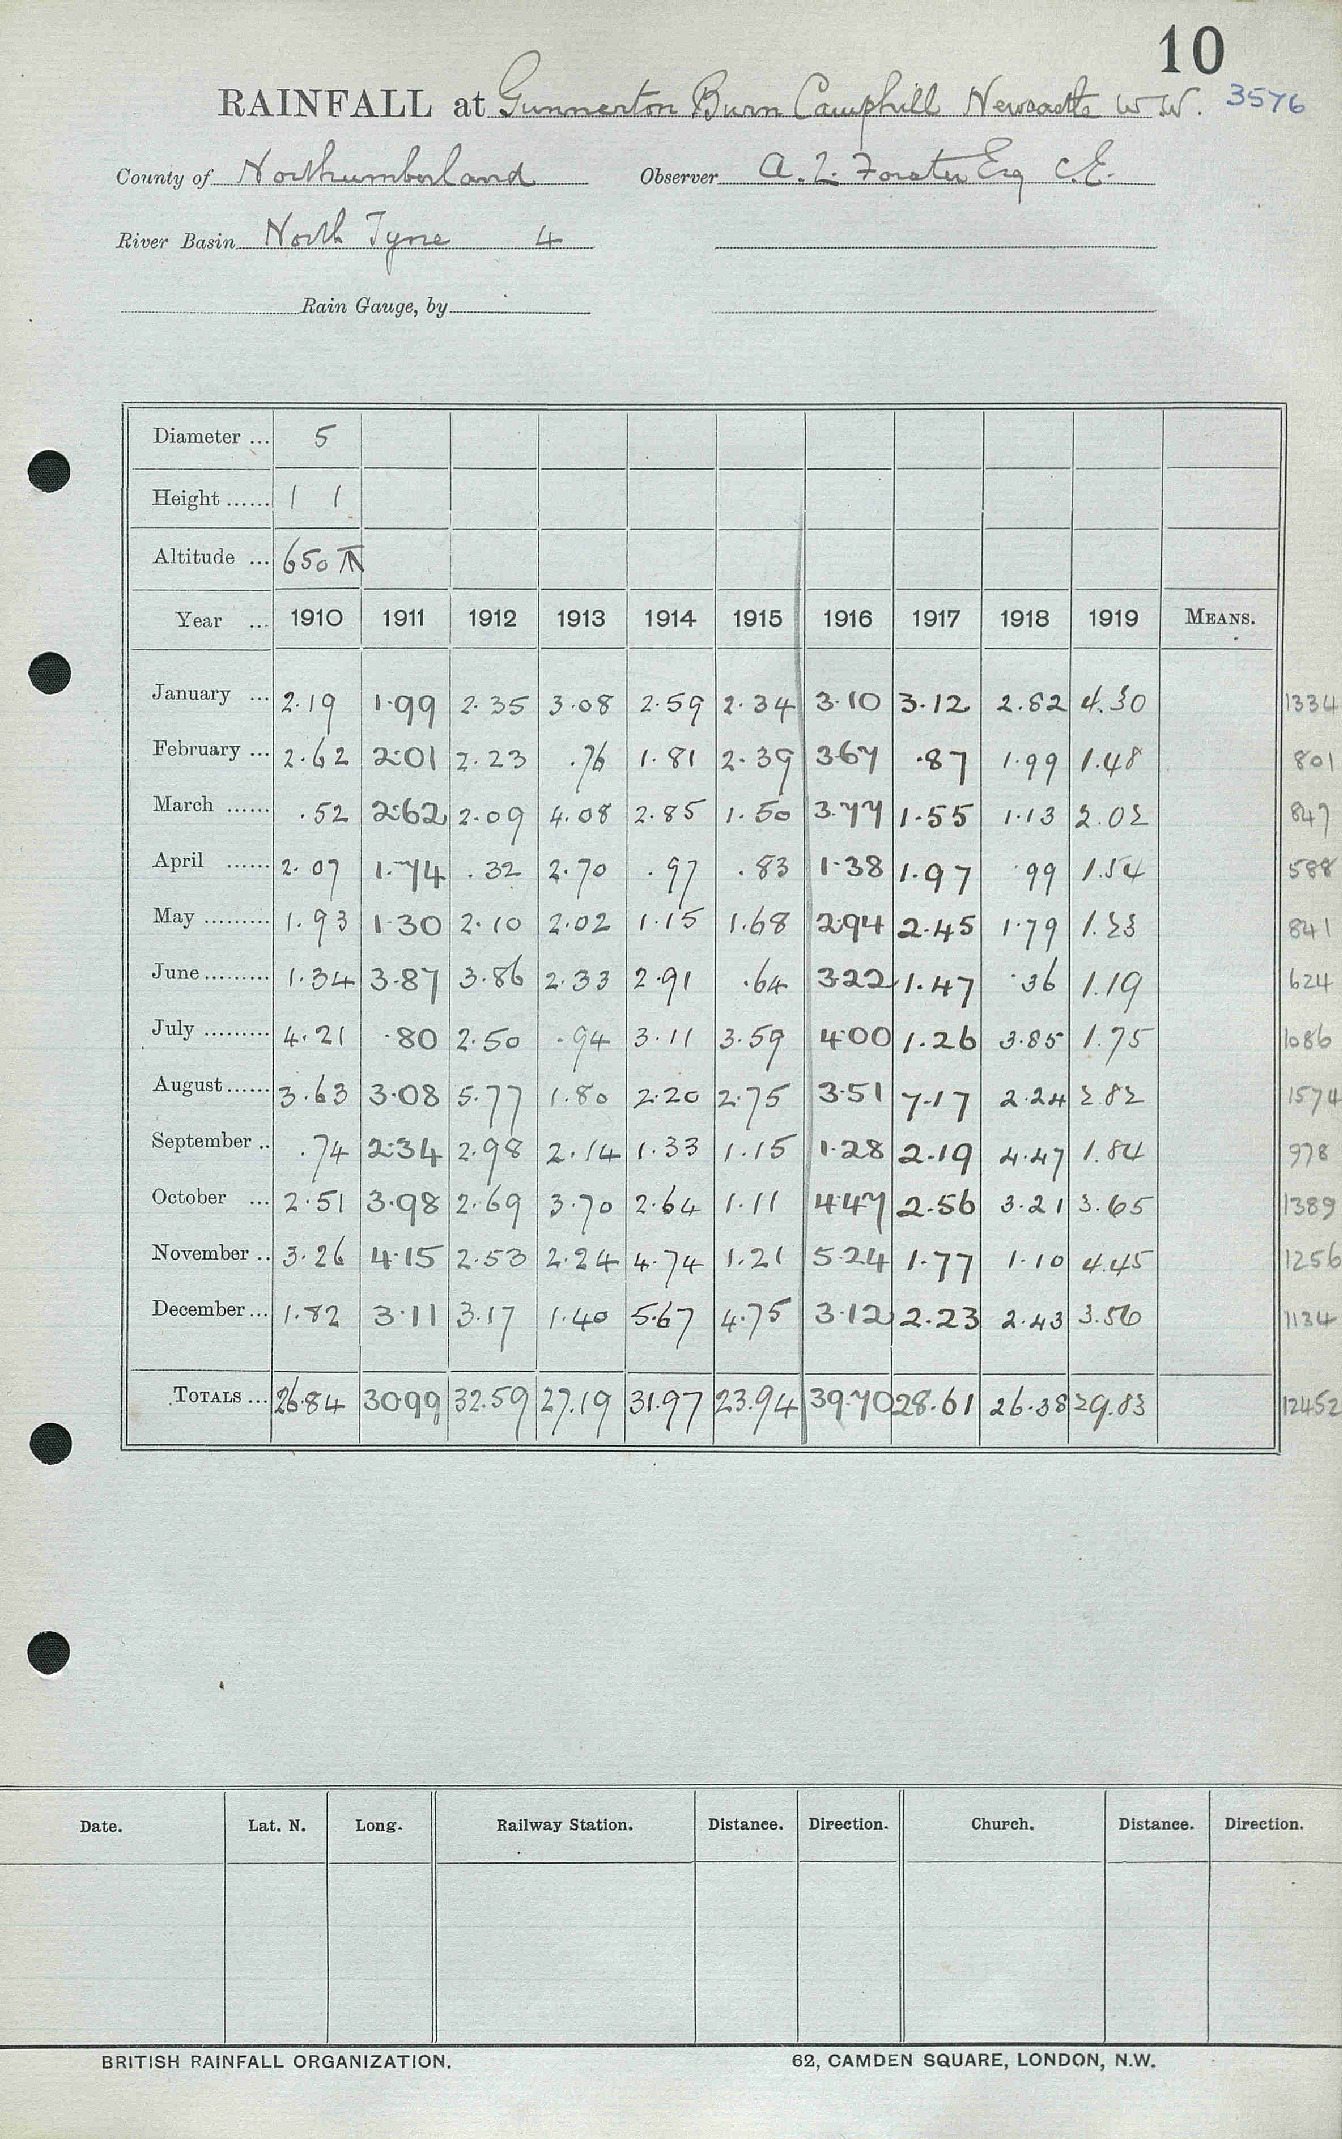 10
RAINFALL at Gunnerton Burn Camphill Newcastle W.W. 3576
County of Northumberland Observer A. L. Forster Esq C.E.
River Basin North Tyne 4
Rain Gauge, by
Diameter ... 5
Height ...... 1 1
Altitude ... 650
Year ... 1910 1911 1912 1913 1914 1915 1916 1917 1918 1919 MEANS.
January ... 2.19 1.99 2.35 3.08 2.59 2.34 3.10 3.12 2.82 4.30 1334
February ... 2.62 2.01 2.23 .76 1.81 2.39 3.67 .87 1.99 1.48 801
March ...... .52 2.62 2.09 4.08 2.85 1.50 3.77 1.55 1.13 2.02 847
April ...... 2.07 1.74 .32 2.70 .97 .83 1.38 1.97 .99 1.54 588
May ......... 1.93 1.30 2.10 2.02 1.15 1.68 2.94 2.45 1.79 1.23 841
June ......... 1.34 3.87 3.86 2.33 2.91 .64 3.22 1.47 .36 1.19 624
July ......... 4.21 .80 2.50 .94 3.11 3.59 4.00 1.26 3.85 1.75 1086
August ...... 3.63 3.08 5.77 1.80 2.20 2.75 3.51 7.17 2.24 2.82 1574
September .. .74 2.34 2.98 2.14 1.33 1.15 1.28 2.19 4.47 1.84 978
October ... 2.51 3.98 2.69 3.70 2.64 1.11 4.47 2.56 3.21 3.65 1389
November .. 3.26 4.15 2.53 2.24 4.74 1.21 5.24 1.77 1.10 4.45 1256
December ... 1.82 3.11 3.17 1.40 5.67 4.75 3.12 2.23 2.43 3.56 1134
TOTALS ... 26.84 30.99 32.59 27.19 31.97 23.94 39.70 28.61 26.38 29.83 12452
Date. Lat. N. Long. Railway Station. Distance. Direction. Church. Distance. Direction.
BRITISH RAINFALL ORGANIZATION. 62, CAMDEN SQUARE, LONDON, N.W.